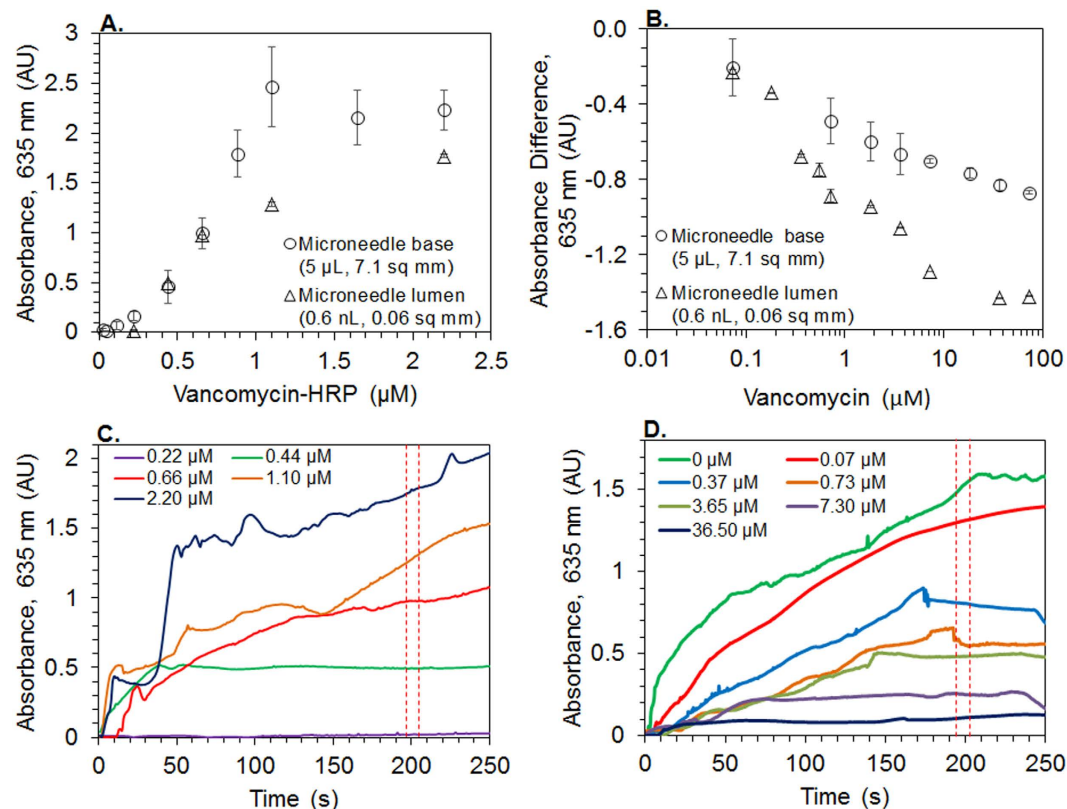 A.
Absorbance, 635 nm (AU)
3
2.5
2
1.5
1
0.5
0
0
0.5
1
1.5
2
2.5
Microneedle base
(5 µL, 7.1 sq mm)
Microneedle lumen
(0.6 nL, 0.06 sq mm)
Vancomycin-HRP (µM)
B.
Absorbance Difference,
635 nm (AU)
0.0
-0.4
-0.8
-1.2
-1.6
0.01
0.1
1
10
100
Microneedle base
(5 µL, 7.1 sq mm)
Microneedle lumen
(0.6 nL, 0.06 sq mm)
Vancomycin (µM)
C.
Absorbance, 635 nm (AU)
2
1.5
1
0.5
0
0.22 µM
0.44 µM
0.66 µM
1.10 µM
2.20 µM
0
50
100
150
200
250
Time (s)
D.
Absorbance, 635 nm (AU)
1.5
1
0.5
0
0 µM
0.07 µM
0.37 µM
0.73 µM
3.65 µM
7.30 µM
36.50 µM
0
50
100
150
200
250
Time (s)